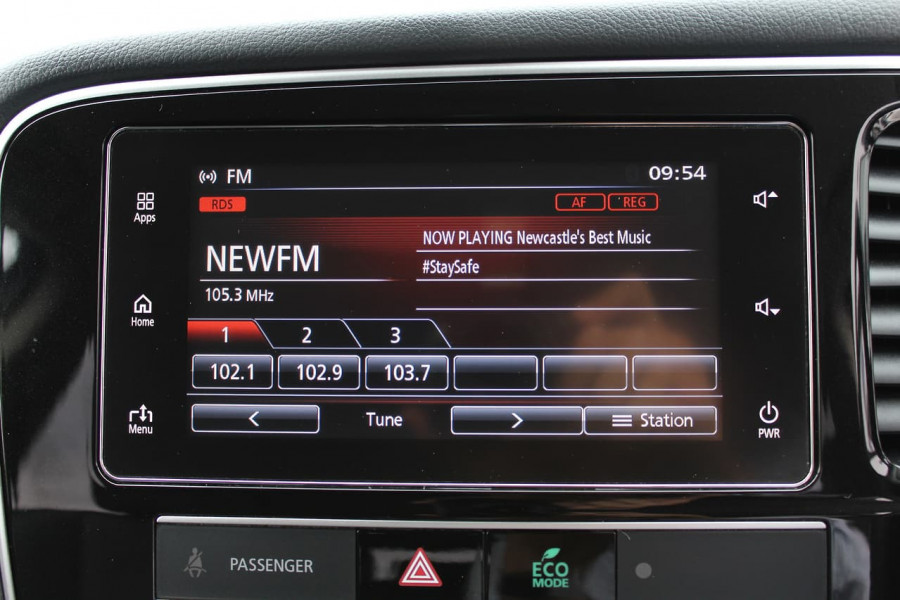 FM
09:54
RDS
AF REG
Apps
NOW PLAYING Newcastle's Best Music
NEWFM
#StaySafe
105.3 MHz
Home
1 2 3
102.1 102.9 103.7
< Tune > Station
Menu
PWR
PASSENGER
ECO
MODE